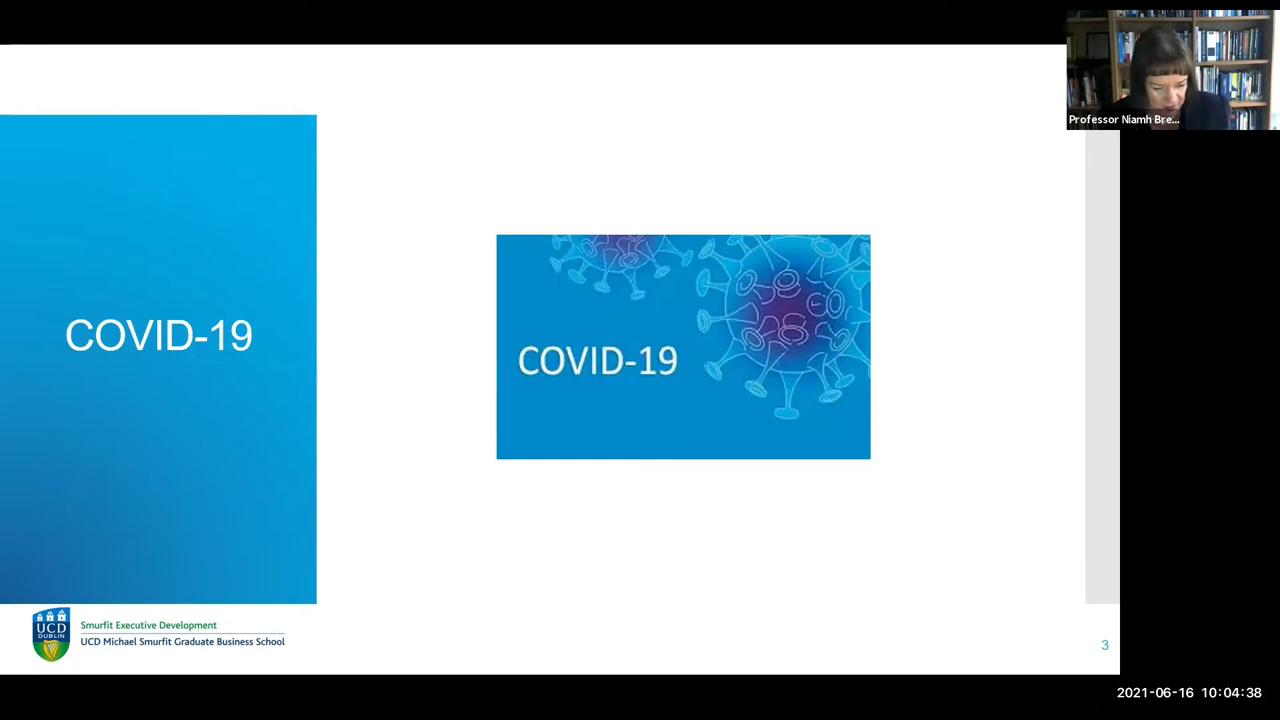 Professor Niamh Bre...
COVID-19
COVID-19
UCD
DUBLIN
Smurfit Executive Development
UCD Michael Smurfit Graduate Business School
3
2021-06-16 10:04:38